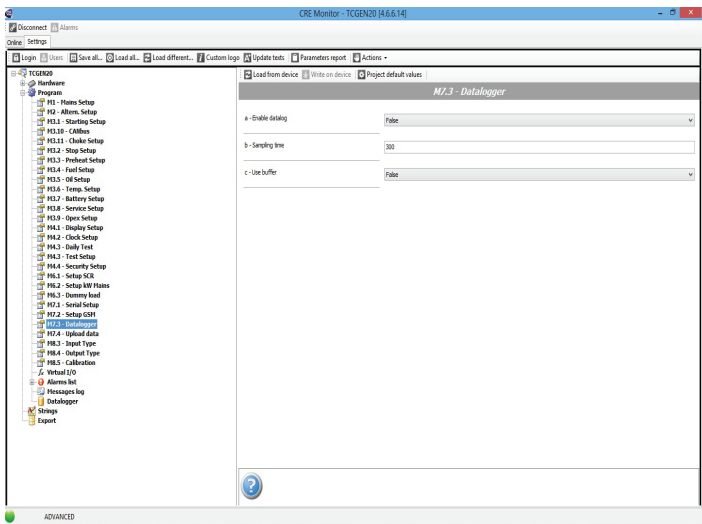 CRE Monitor - TCGEN20 [4.6.6.14]
Disconnect Alarms
Online Settings
Login Users Save all... Load all... Load different... Custom logo Update texts Parameters report Actions
TCGEN20
Hardware
Program
M1 - Mains Setup
M2 - Altern. Setup
M3.1 - Starting Setup
M3.10 - CANbus
M3.11 - Choke Setup
M3.2 - Stop Setup
M3.3 - Preheat Setup
M3.4 - Fuel Setup
M3.5 - Oil Setup
M3.6 - Temp. Setup
M3.7 - Battery Setup
M3.8 - Service Setup
M3.9 - Opex Setup
M4.1 - Display Setup
M4.2 - Clock Setup
M4.3 - Daily Test
M4.3 - Test Setup
M4.4 - Security Setup
M6.1 - Setup SCR
M6.2 - Setup kW Mains
M6.3 - Dummy load
M7.1 - Serial Setup
M7.2 - Setup GSM
M7.3 - Datalogger
M7.4 - Upload data
M8.3 - Input Type
M8.4 - Output Type
M8.5 - Calibration
fx Virtual I/O
Alarms list
Messages log
Datalogger
Strings
Export
Load from device Write on device Project default values
M7.3 - Datalogger
a - Enable datalog False
b - Sampling time 300
c - Use buffer False
ADVANCED